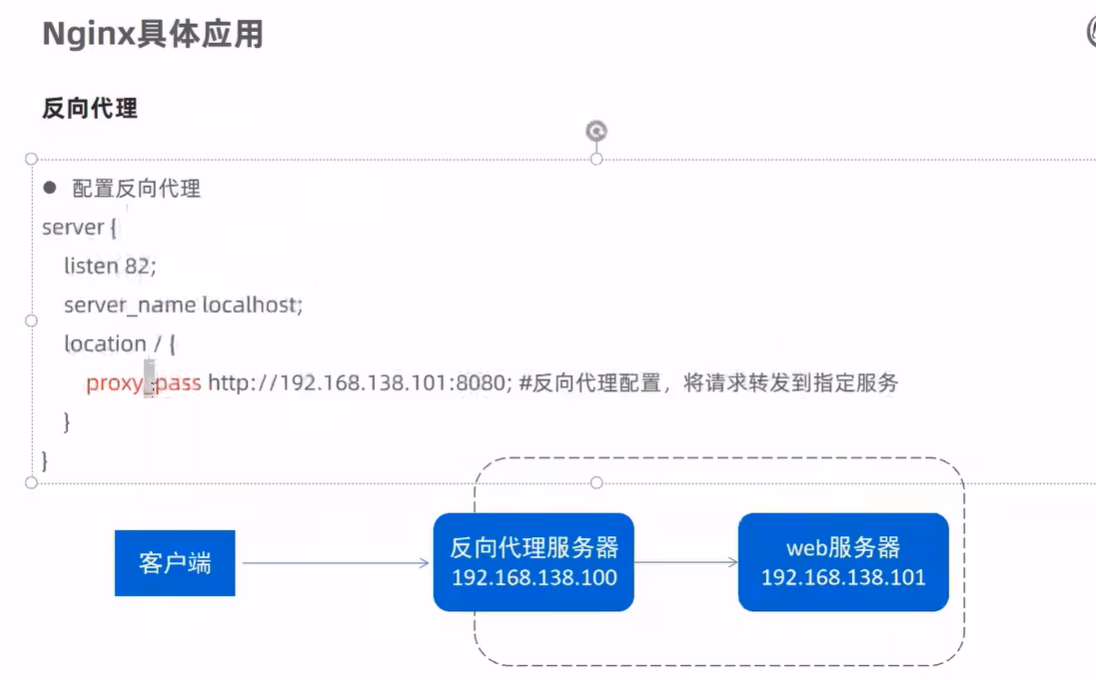 Nginx具体应用
反向代理
● 配置反向代理
server {
listen 82;
server_name localhost;
location / {
proxy_pass http://192.168.138.101:8080; #反向代理配置，将请求转发到指定服务
}
}
客户端
反向代理服务器
192.168.138.100
web服务器
192.168.138.101